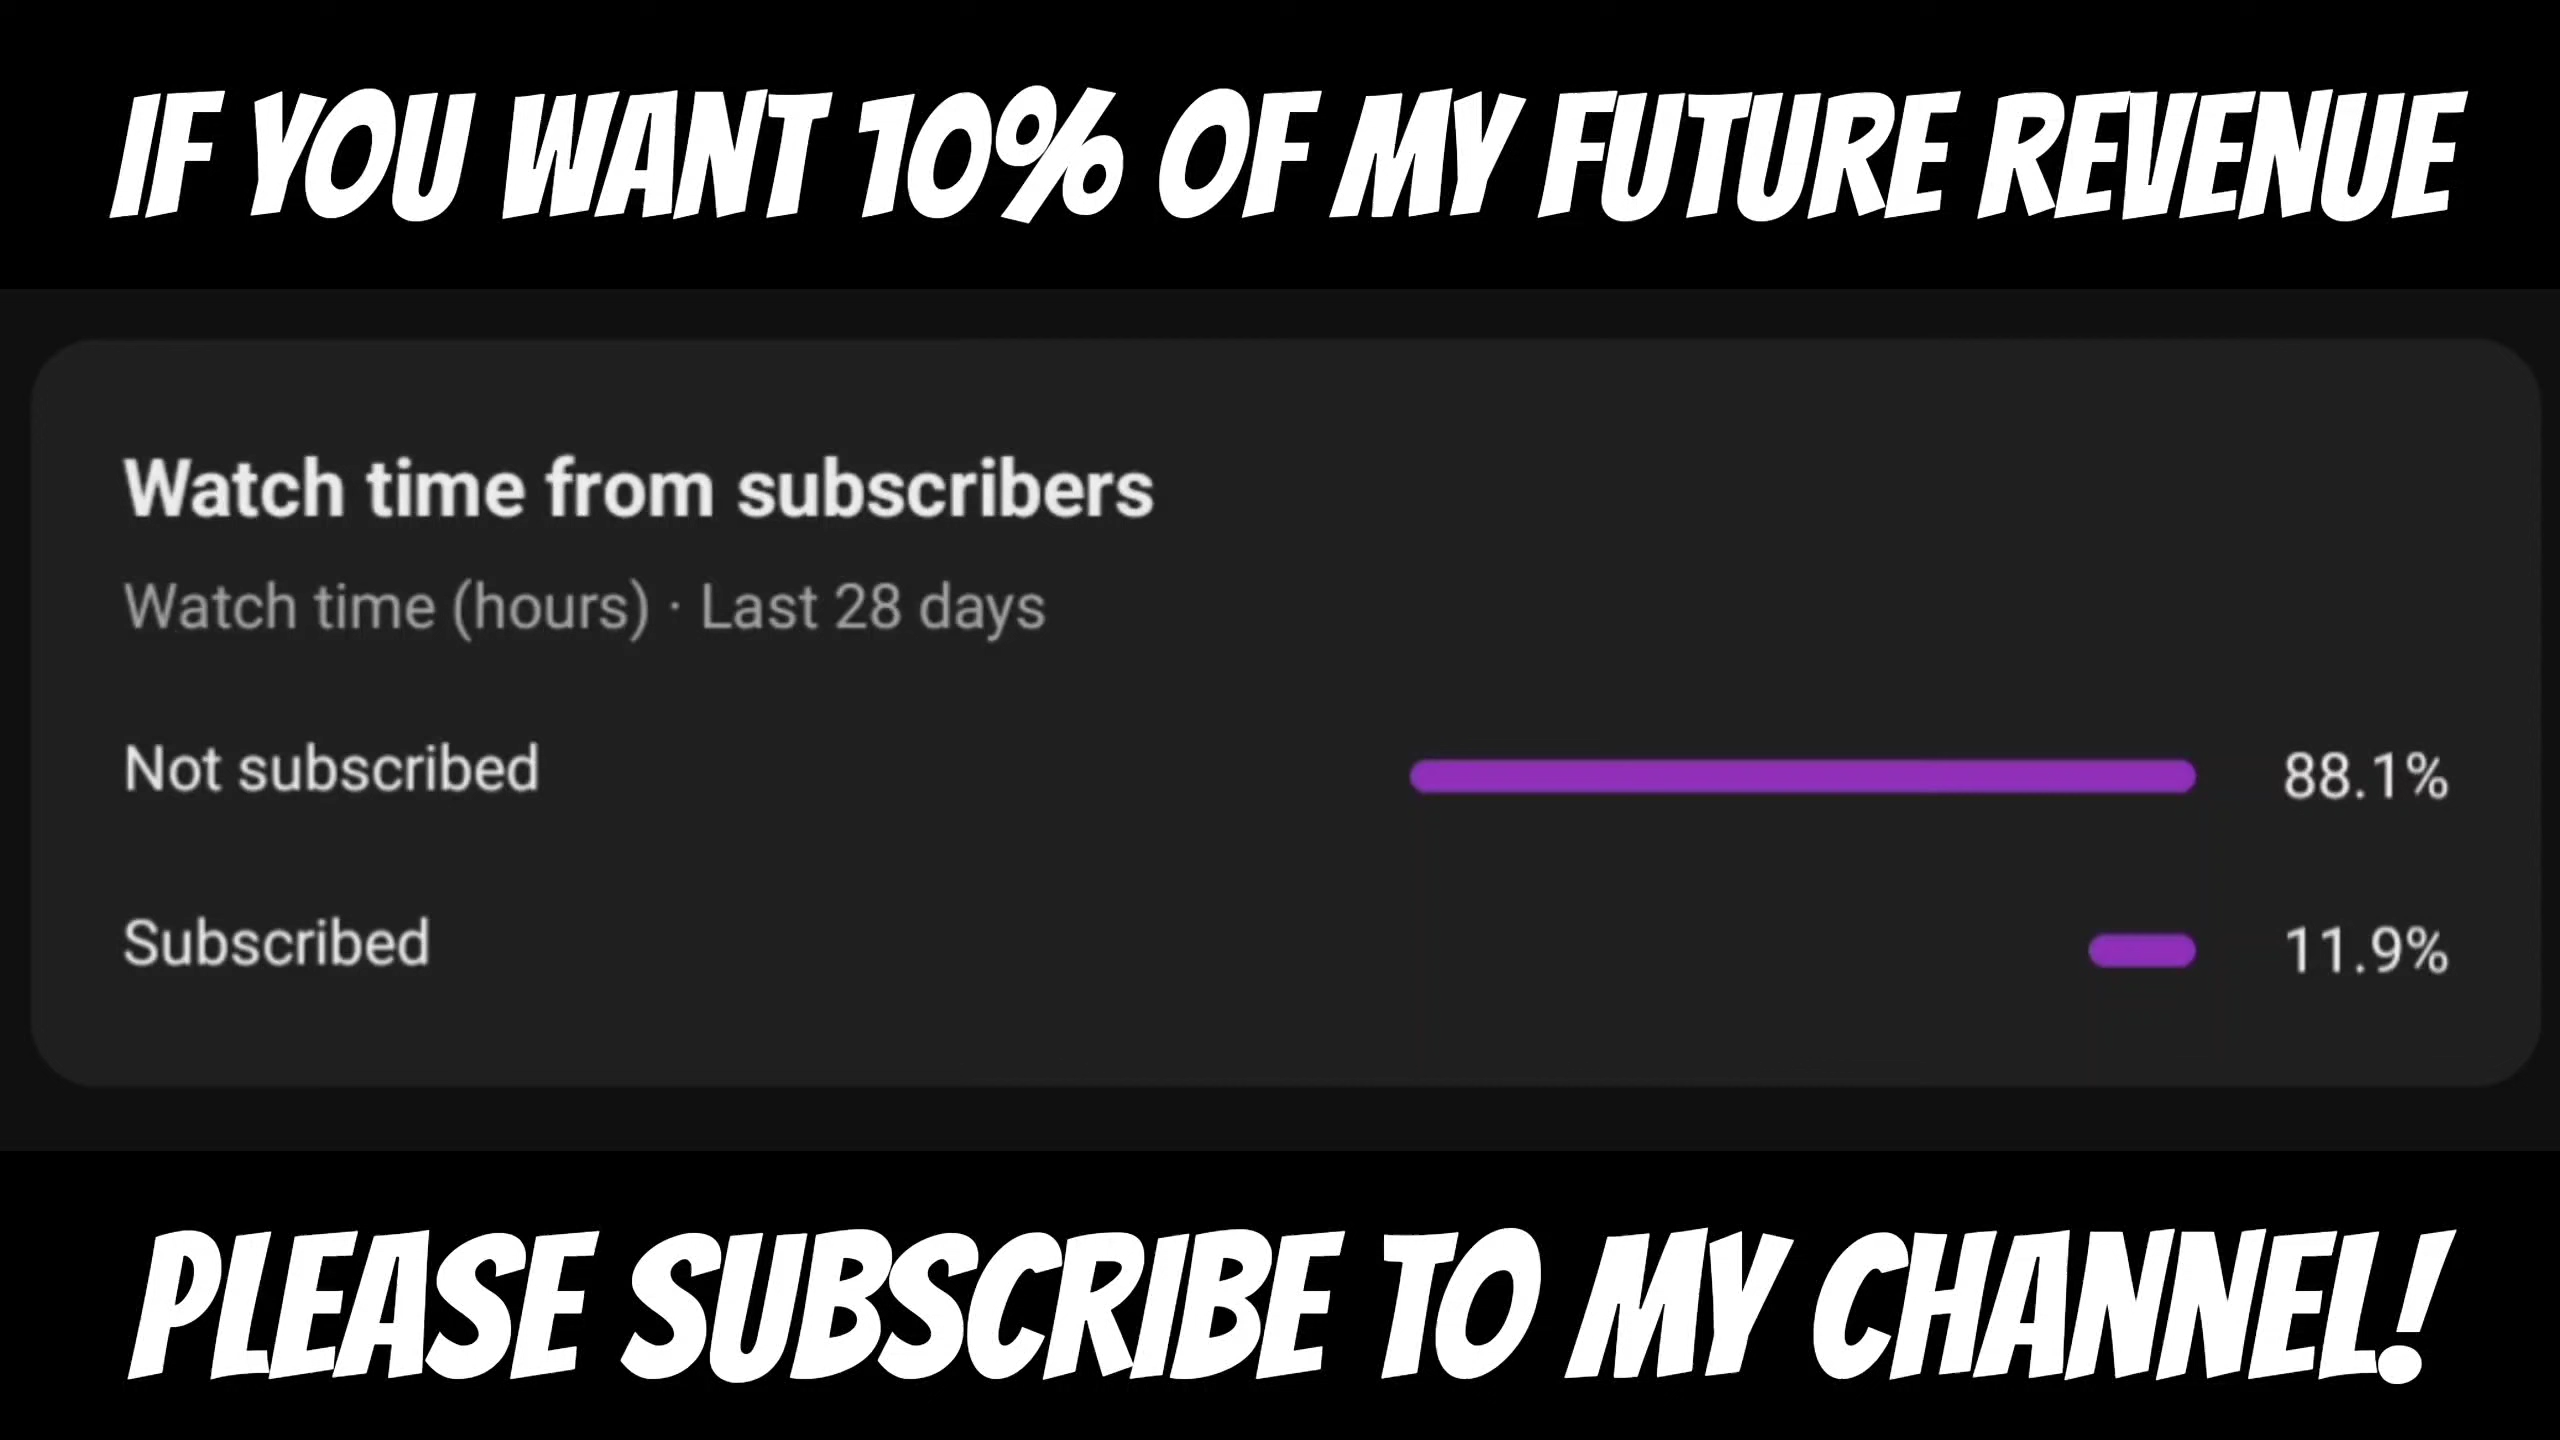 IF YOU WANT 10% OF MY FUTURE REVENUE
Watch time from subscribers
Watch time (hours) · Last 28 days
Not subscribed 88.1%
Subscribed 11.9%
PLEASE SUBSCRIBE TO MY CHANNEL!